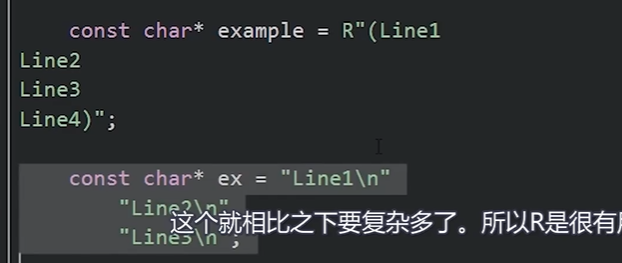 const char* example = R"(Line1
Line2
Line3
Line4)";
const char* ex = "Line1\n"
"Line2\n"
"Line3\n";
这个就相比之下要复杂多了。所以R是很有